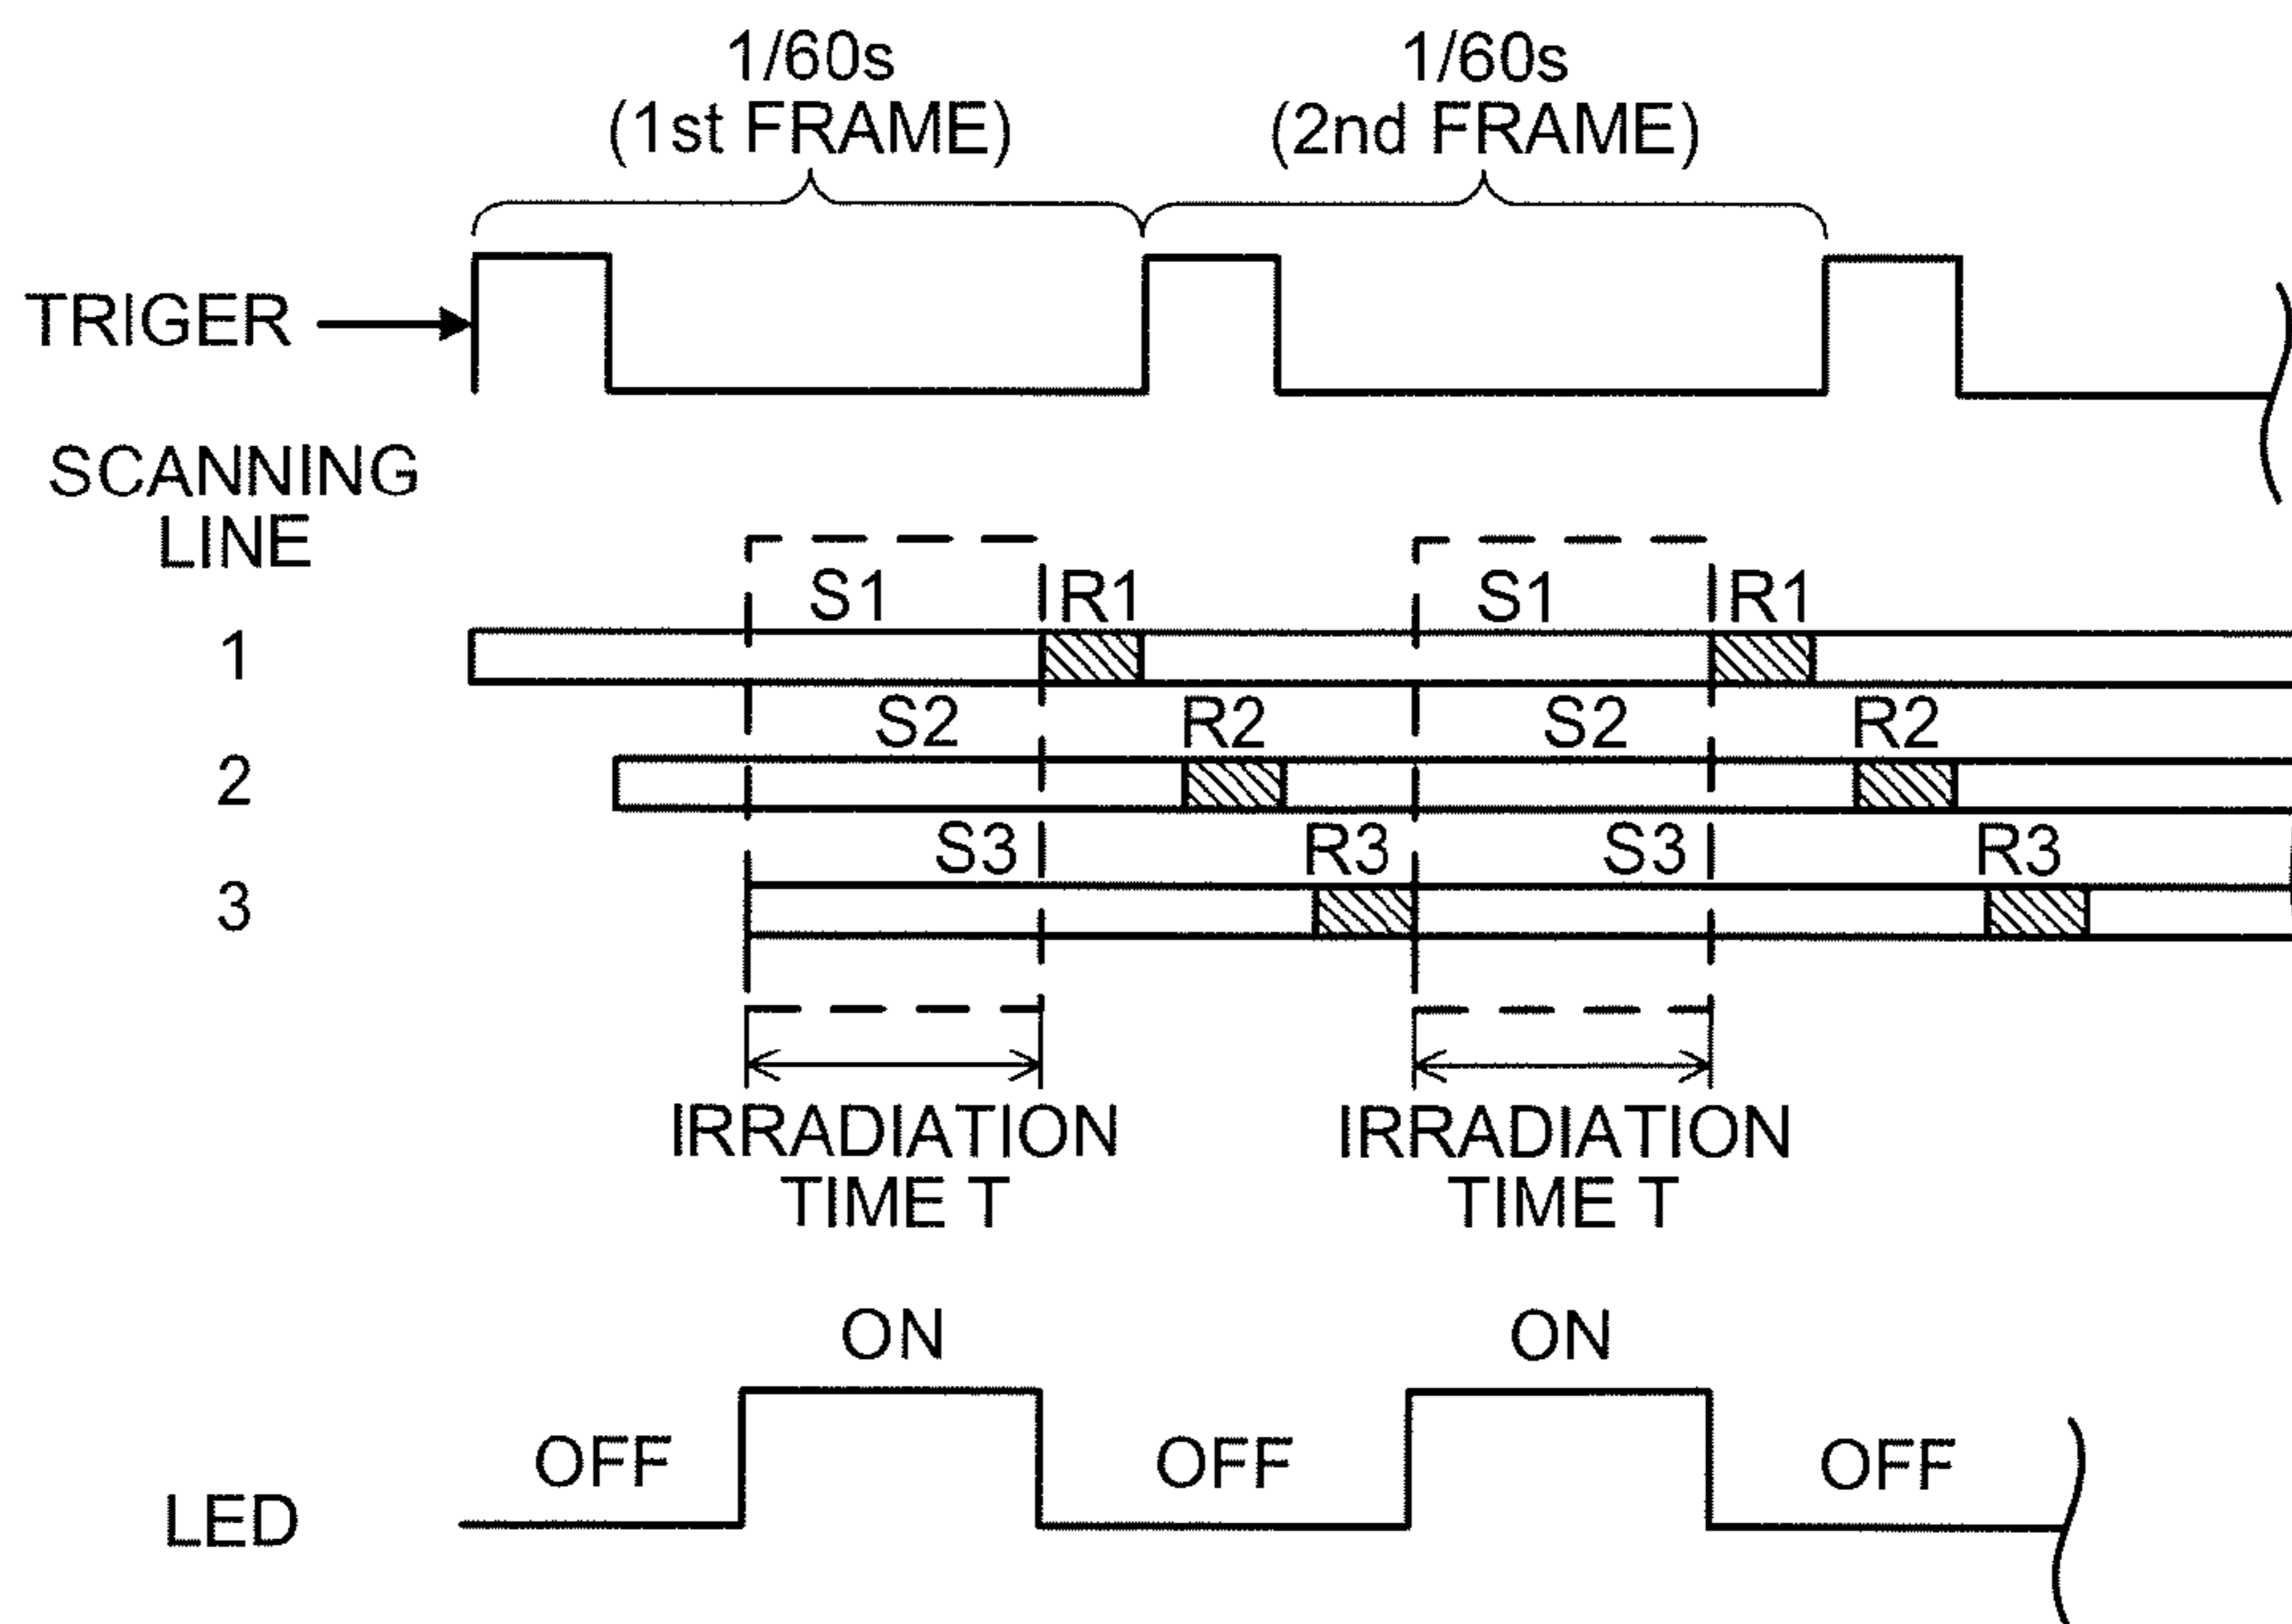 1/60s 1/60s
(1st FRAME) (2nd FRAME)
TRIGER
SCANNING
LINE
S1 R1 S1 R1
1
S2 R2 S2 R2
2
S3 R3 S3 R3
3
IRRADIATION IRRADIATION
TIME T TIME T
ON ON
OFF OFF OFF
LED